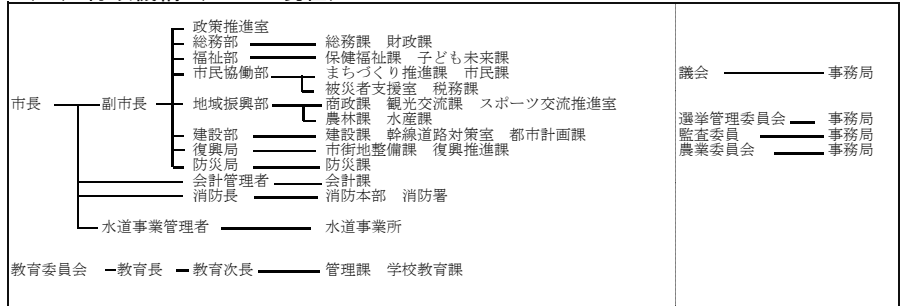 政策推進室
総務部 総務課 財政課
福祉部 保健福祉課 子ども未来課
市民協働部 まちづくり推進課 市民課
被災者支援室 税務課
市長 副市長 地域振興部 商政課 観光交流課 スポーツ交流推進室
農林課 水産課
建設部 建設課 幹線道路対策室 都市計画課
復興局 市街地整備課 復興推進課
防災局 防災課
会計管理者 会計課
消防長 消防本部 消防署
水道事業管理者 水道事業所
教育委員会 教育長 教育次長 管理課 学校教育課
議会 事務局
選挙管理委員会 事務局
監査委員 事務局
農業委員会 事務局